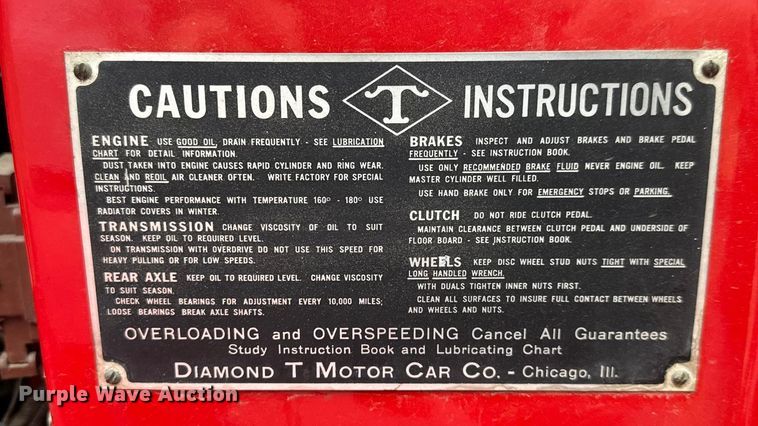 CAUTIONS T INSTRUCTIONS
ENGINE USE GOOD OIL, DRAIN FREQUENTLY - SEE LUBRICATION
CHART FOR DETAIL INFORMATION.
DUST TAKEN INTO ENGINE CAUSES RAPID CYLINDER AND RING WEAR.
CLEAN AND REOIL AIR CLEANER OFTEN. WRITE FACTORY FOR SPECIAL
INSTRUCTIONS.
BEST ENGINE PERFORMANCE WITH TEMPERATURE 160° - 180° USE
RADIATOR COVERS IN WINTER.
TRANSMISSION CHANGE VISCOSITY OF OIL TO SUIT
SEASON. KEEP OIL TO REQUIRED LEVEL.
ON TRANSMISSION WITH OVERDRIVE DO NOT USE THIS SPEED FOR
HEAVY PULLING OR FOR LOW SPEEDS.
REAR AXLE KEEP OIL TO REQUIRED LEVEL. CHANGE VISCOSITY
TO SUIT SEASON.
CHECK WHEEL BEARINGS FOR ADJUSTMENT EVERY 10,000 MILES;
LOOSE BEARINGS BREAK AXLE SHAFTS.
BRAKES INSPECT AND ADJUST BRAKES AND BRAKE PEDAL
FREQUENTLY - SEE INSTRUCTION BOOK.
USE ONLY RECOMMENDED BRAKE FLUID NEVER ENGINE OIL. KEEP
MASTER CYLINDER WELL FILLED.
USE HAND BRAKE ONLY FOR EMERGENCY STOPS OR PARKING.
CLUTCH DO NOT RIDE CLUTCH PEDAL.
MAINTAIN CLEARANCE BETWEEN CLUTCH PEDAL AND UNDERSIDE OF
FLOOR BOARD - SEE INSTRUCTION BOOK.
WHEELS KEEP DISC WHEEL STUD NUTS TIGHT WITH SPECIAL
LONG HANDLED WRENCH.
WITH DUALS TIGHTEN INNER NUTS FIRST.
CLEAN ALL SURFACES TO INSURE FULL CONTACT BETWEEN WHEELS
AND WHEELS AND NUTS.
OVERLOADING and OVERSPEEDING Cancel All Guarantees
Study Instruction Book and Lubricating Chart
DIAMOND T MOTOR CAR CO. - Chicago, Ill.
Purple Wave Auction